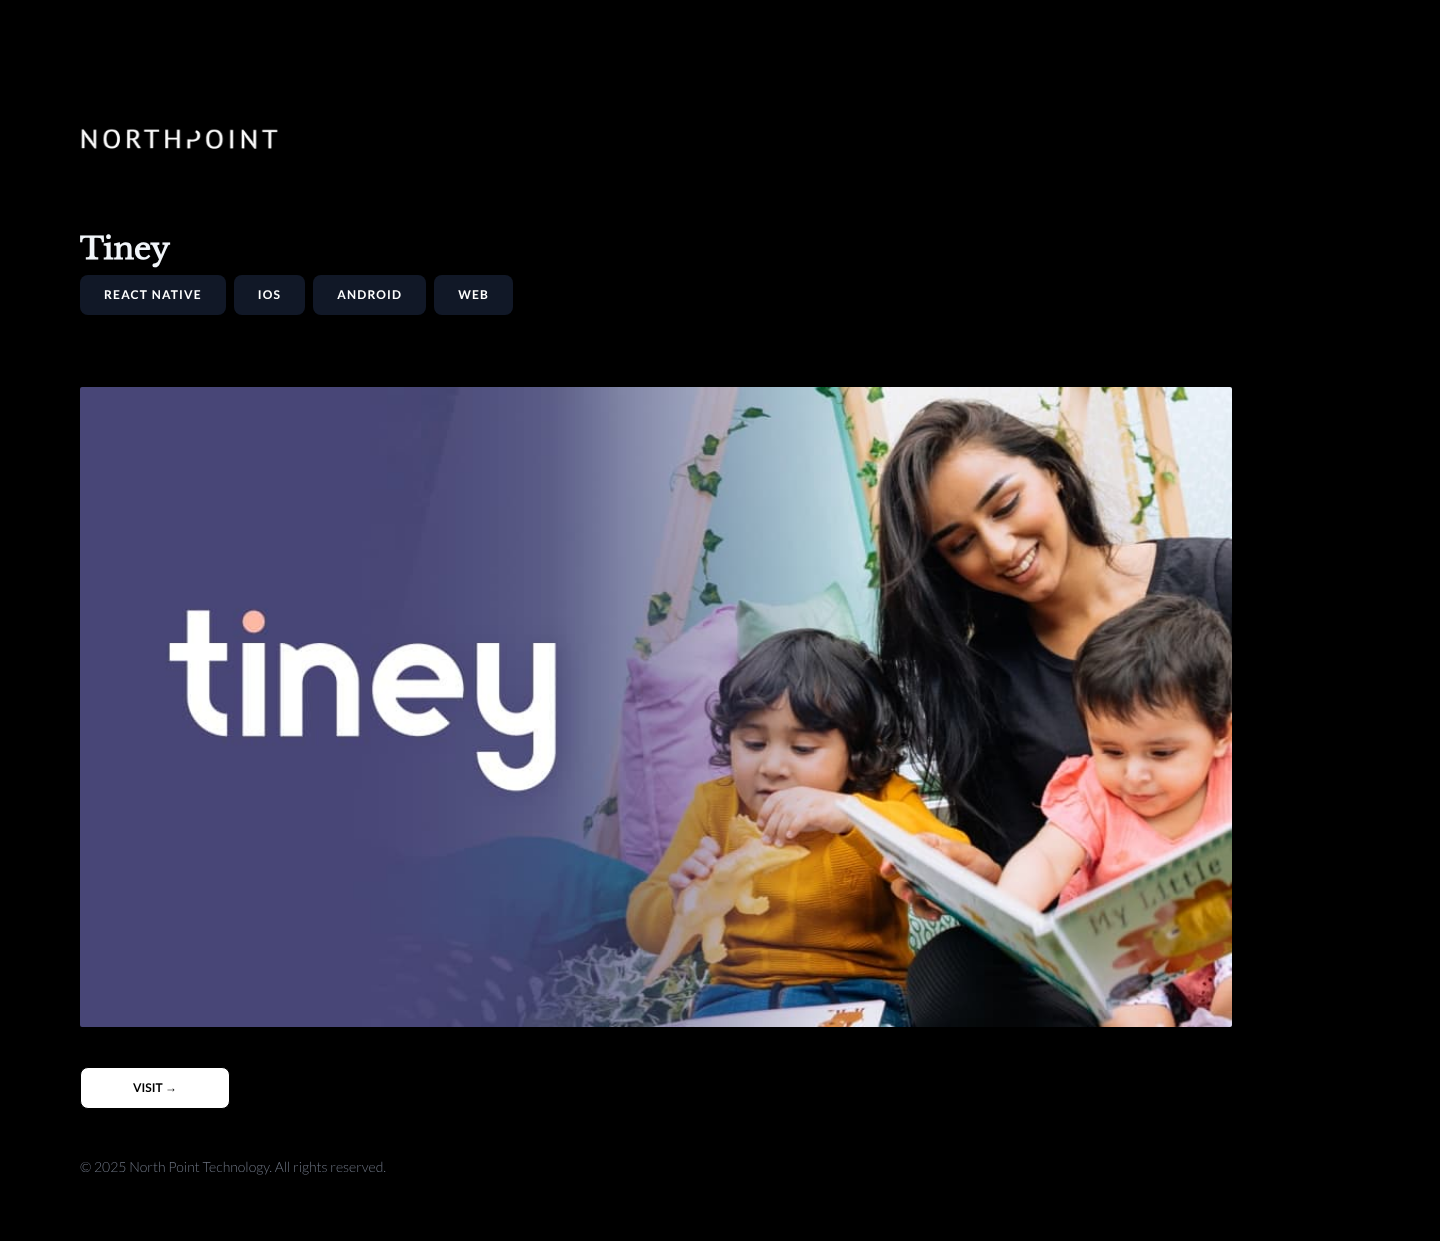 NORTHPOINT
Tiney
REACT NATIVE
IOS
ANDROID
WEB
tiney
My Little
VISIT →
© 2025 North Point Technology. All rights reserved.